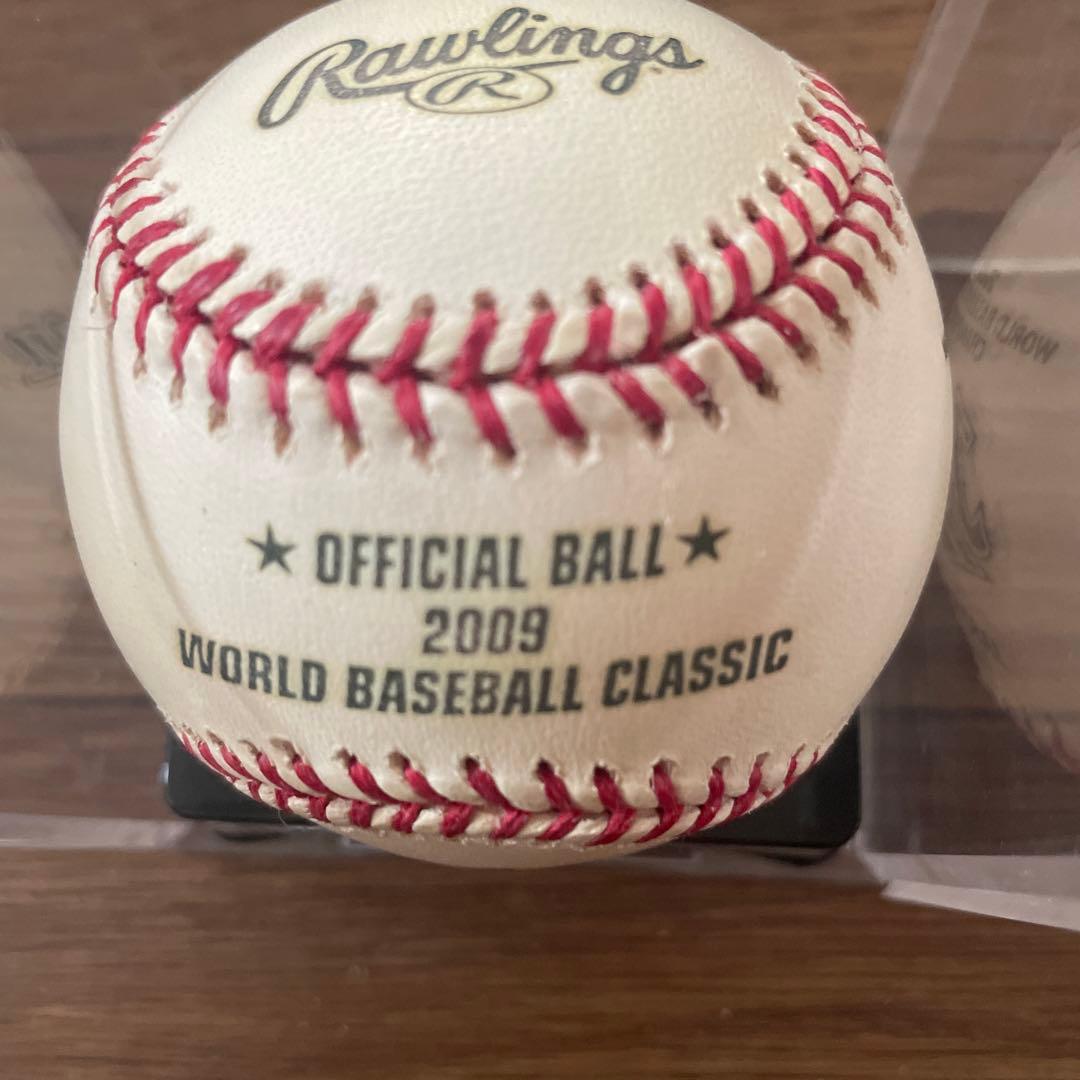 Rawlings
R
★ OFFICIAL BALL ★
2009
WORLD BASEBALL CLASSIC